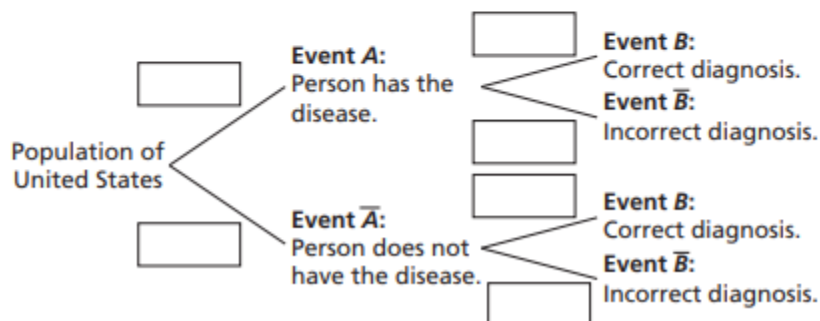 Population of
United States
Event A:
Person has the
disease.
Event A̅:
Person does not
have the disease.
Event B:
Correct diagnosis.
Event B̅:
Incorrect diagnosis.
Event B:
Correct diagnosis.
Event B̅:
Incorrect diagnosis.